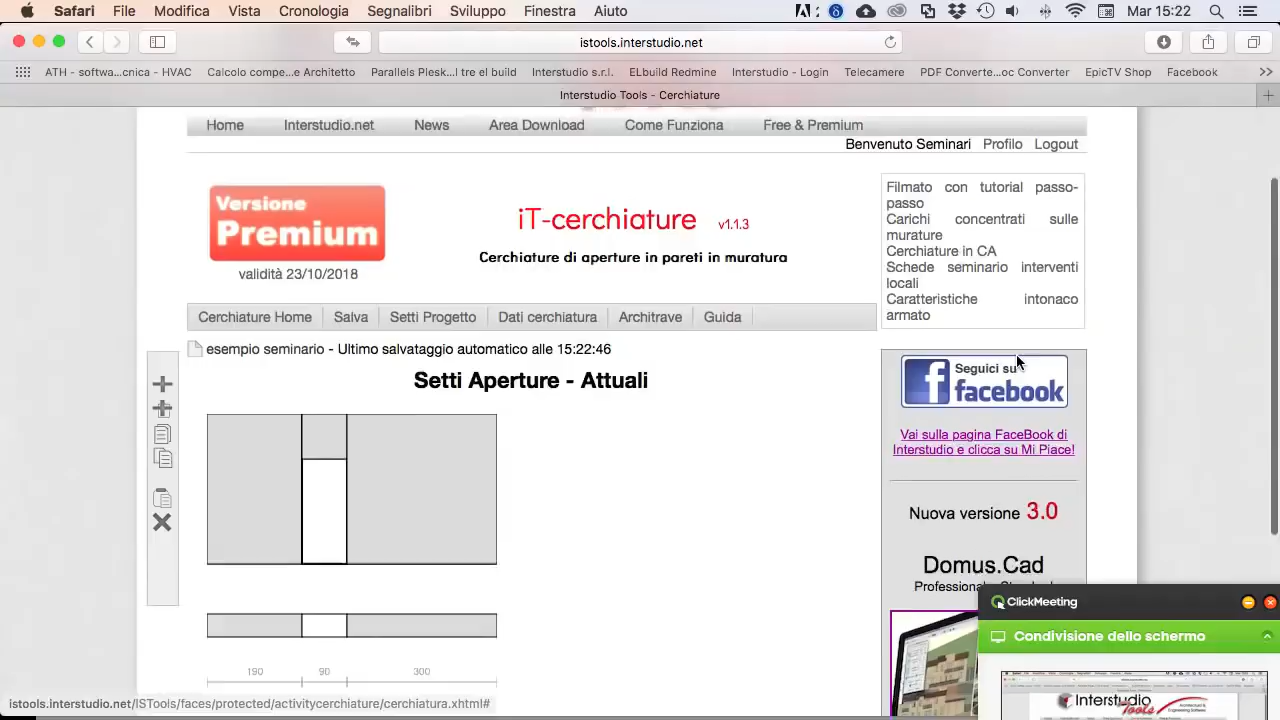 Safari File Modifica Vista Cronologia Segnalibri Sviluppo Finestra Aiuto Mar 15:22
istools.interstudio.net
ATH - softwa...cnica - HVAC Calcolo compe...e Architetto Parallels Plesk...l tre el build Interstudio s.r.l. ELbuild Redmine Interstudio - Login Telecamere PDF Converte...oc Converter EpicTV Shop Facebook
Interstudio Tools - Cerchiature
Home Interstudio.net News Area Download Come Funziona Free & Premium
Benvenuto Seminari Profilo Logout
Versione
Premium
validità 23/10/2018
iT-cerchiature v1.1.3
Cerchiature di aperture in pareti in muratura
Filmato con tutorial passo-
passo
Carichi concentrati sulle
murature
Cerchiature in CA
Schede seminario interventi
locali
Caratteristiche intonaco
armato
Cerchiature Home Salva Setti Progetto Dati cerchiatura Architrave Guida
esempio seminario - Ultimo salvataggio automatico alle 15:22:46
Setti Aperture - Attuali
190 90 300
Seguici su
facebook
Vai sulla pagina FaceBook di
Interstudio e clicca su Mi Piace!
Nuova versione 3.0
Domus.Cad
ClickMeeting
Condivisione dello schermo
Interstudio
Tools
istools.interstudio.net/ISTools/faces/protected/activitycerchiature/cerchiature.xhtml#